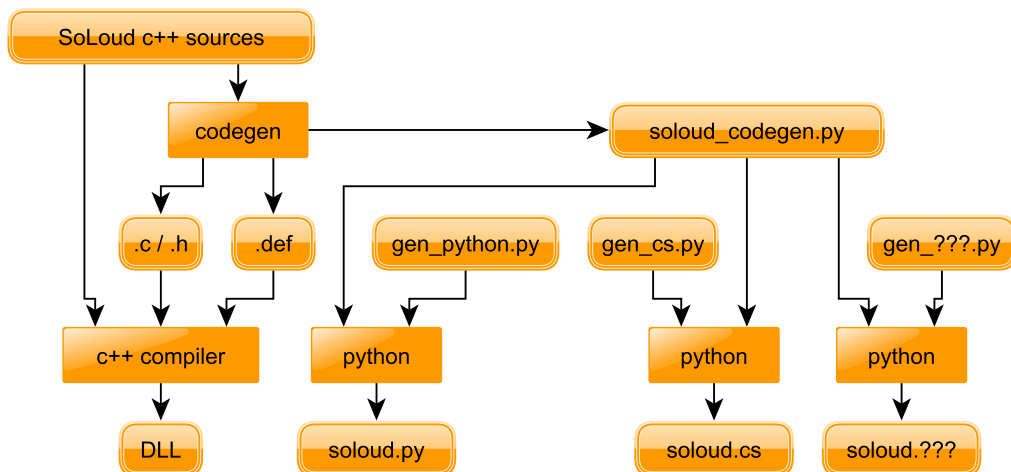 SoLoud c++ sources
codegen
soloud_codegen.py
.c / .h
.def
gen_python.py
gen_cs.py
gen_???.py
c++ compiler
python
python
python
DLL
soloud.py
soloud.cs
soloud.???